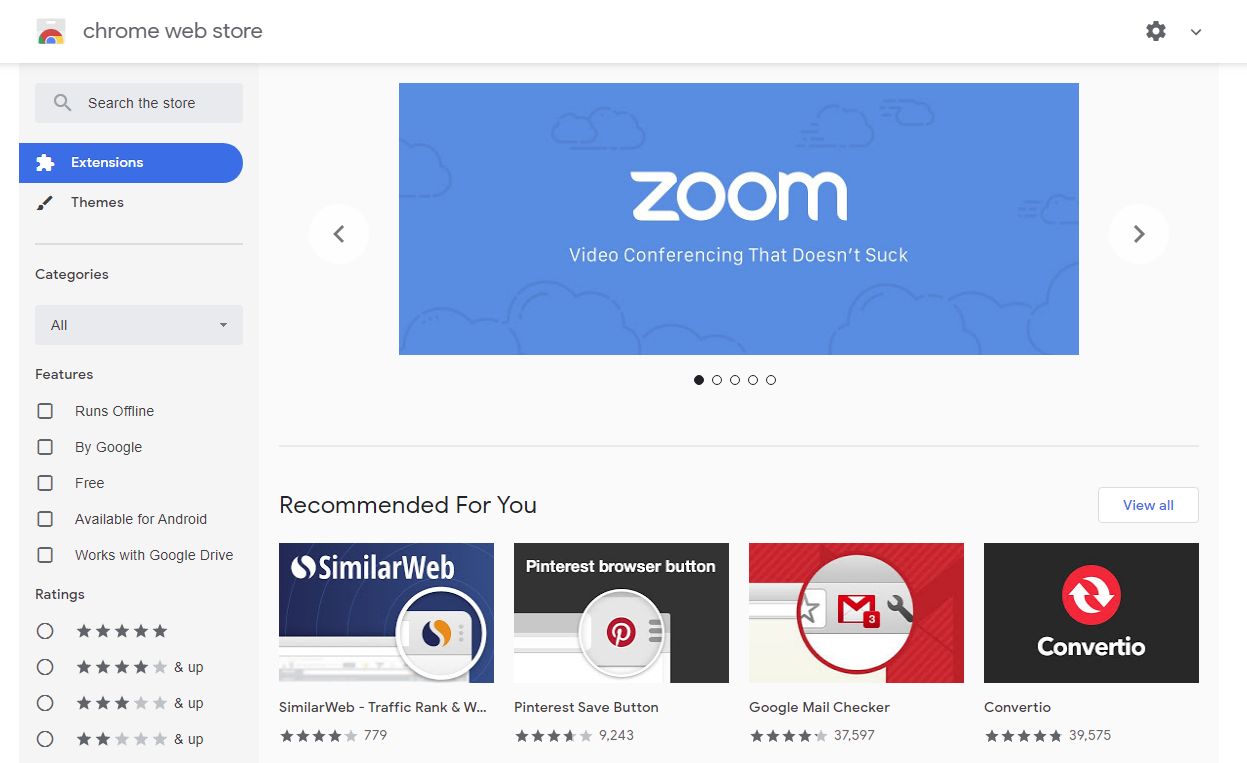 chrome web store
Search the store
Extensions
Themes
Categories
All
Features
Runs Offline
By Google
Free
Available for Android
Works with Google Drive
Ratings
& up
& up
& up
zoom
Video Conferencing That Doesn't Suck
Recommended For You
View all
SimilarWeb
SimilarWeb - Traffic Rank & W...
779
Pinterest browser button
Pinterest Save Button
9,243
3
Google Mail Checker
37,597
Convertio
Convertio
39,575